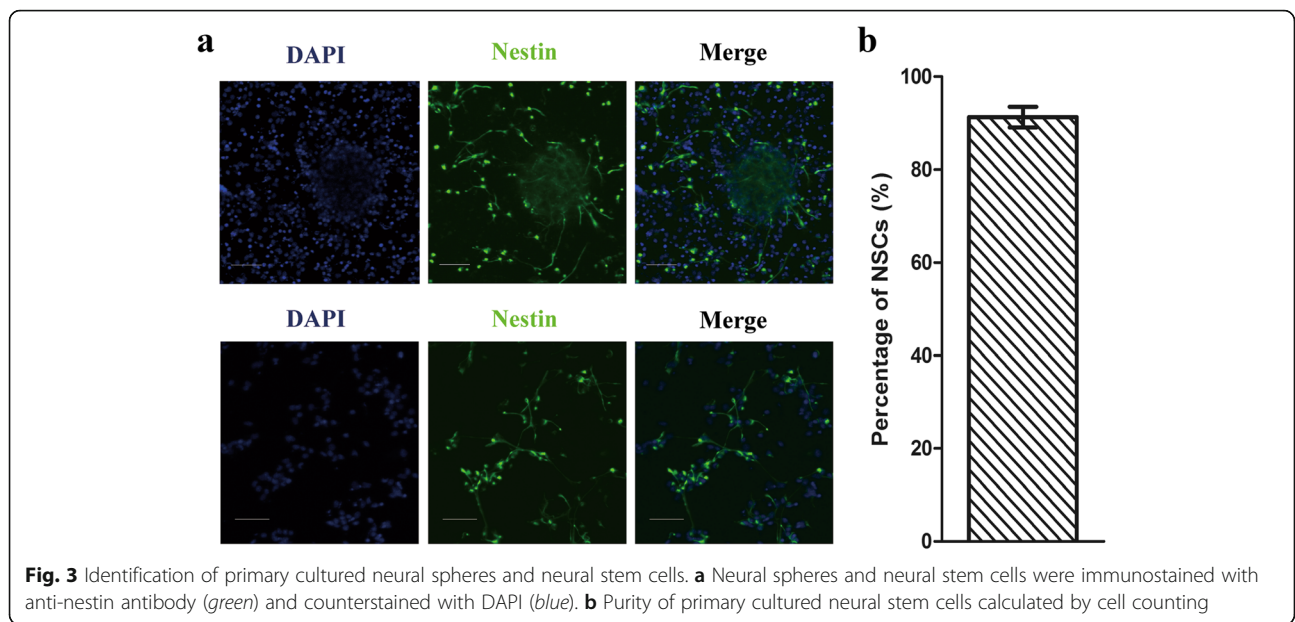 a
DAPI Nestin Merge
DAPI Nestin Merge
b
Percentage of NSCs (%)
100
80
60
40
20
0
Fig. 3 Identification of primary cultured neural spheres and neural stem cells. a Neural spheres and neural stem cells were immunostained with
anti-nestin antibody (green) and counterstained with DAPI (blue). b Purity of primary cultured neural stem cells calculated by cell counting